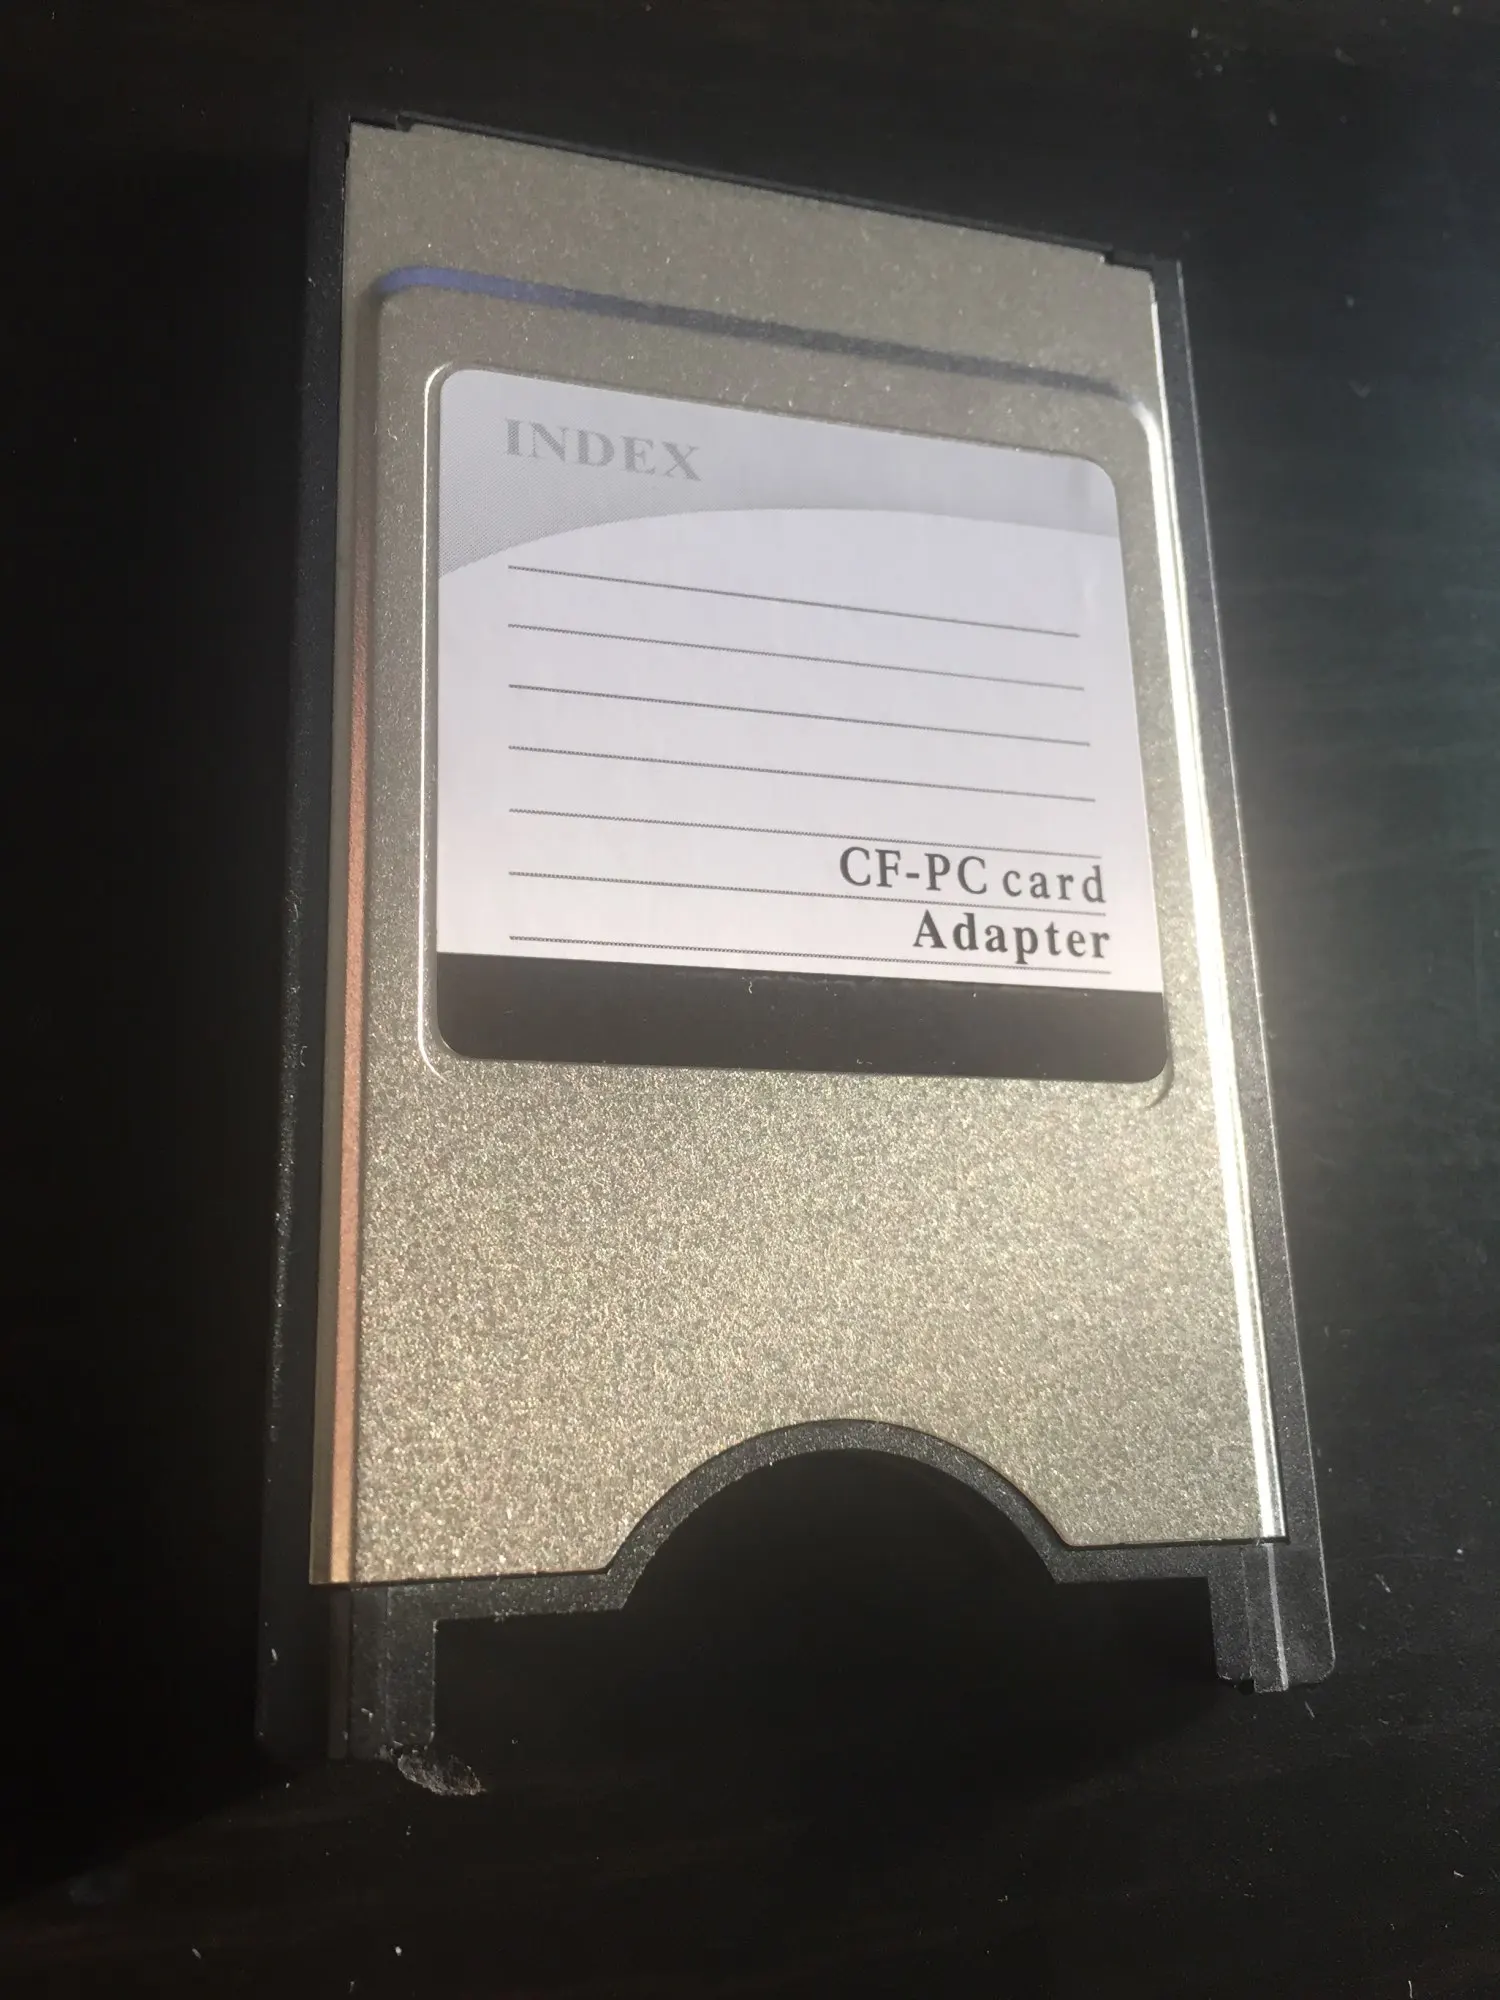 INDEX
CF-PC card
Adapter